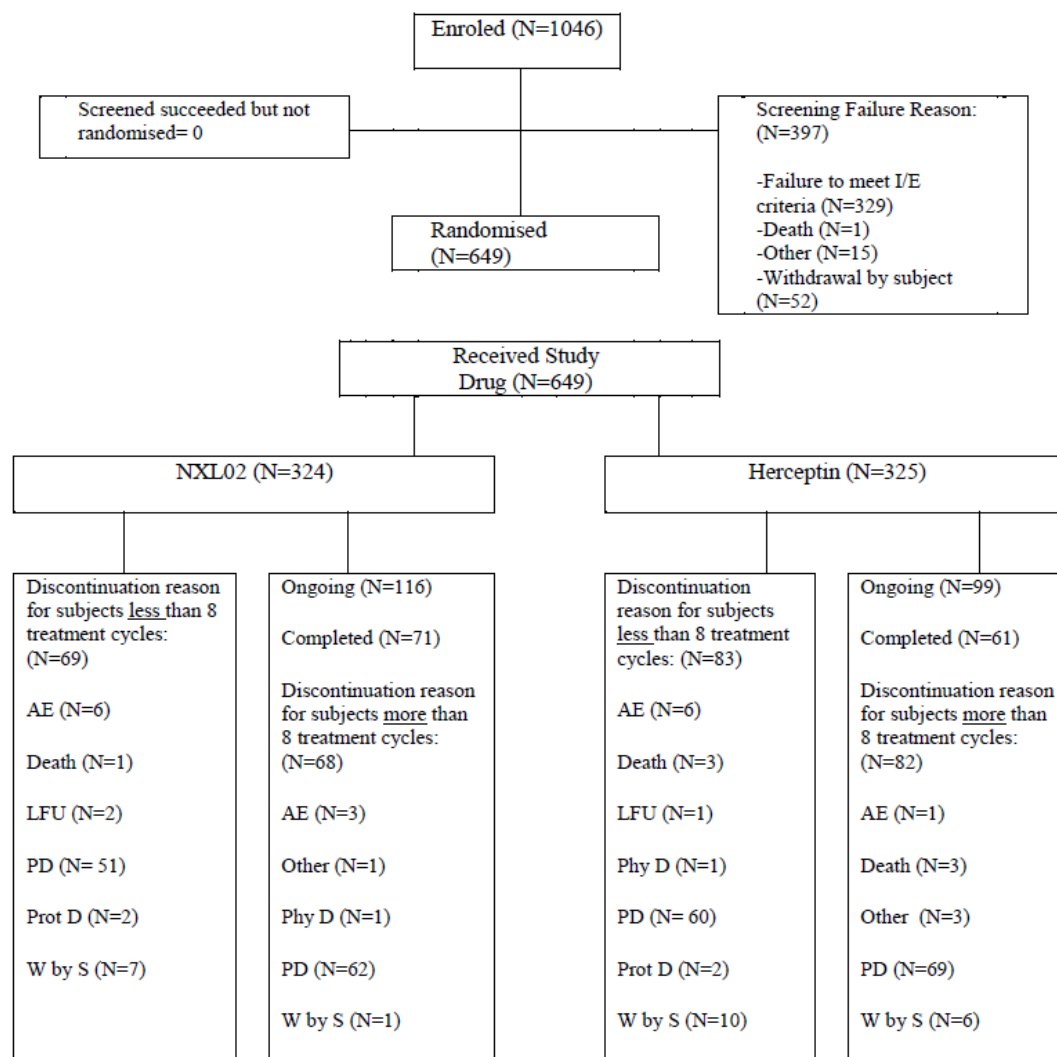 Enroled (N=1046)
Screened succeeded but not
randomised= 0
Screening Failure Reason:
(N=397)
-Failure to meet I/E
criteria (N=329)
-Death (N=1)
-Other (N=15)
-Withdrawal by subject
(N=52)
Randomised
(N=649)
Received Study
Drug (N=649)
NXL02 (N=324)
Herceptin (N=325)
Discontinuation reason
for subjects less than 8
treatment cycles:
(N=69)
AE (N=6)
Death (N=1)
LFU (N=2)
PD (N= 51)
Prot D (N=2)
W by S (N=7)
Ongoing (N=116)
Completed (N=71)
Discontinuation reason
for subjects more than
8 treatment cycles:
(N=68)
AE (N=3)
Other (N=1)
Phy D (N=1)
PD (N=62)
W by S (N=1)
Discontinuation
reason for subjects
less than 8 treatment
cycles: (N=83)
AE (N=6)
Death (N=3)
LFU (N=1)
Phy D (N=1)
PD (N= 60)
Prot D (N=2)
W by S (N=10)
Ongoing (N=99)
Completed (N=61)
Discontinuation reason
for subjects more than
8 treatment cycles:
(N=82)
AE (N=1)
Death (N=3)
Other (N=3)
PD (N=69)
W by S (N=6)